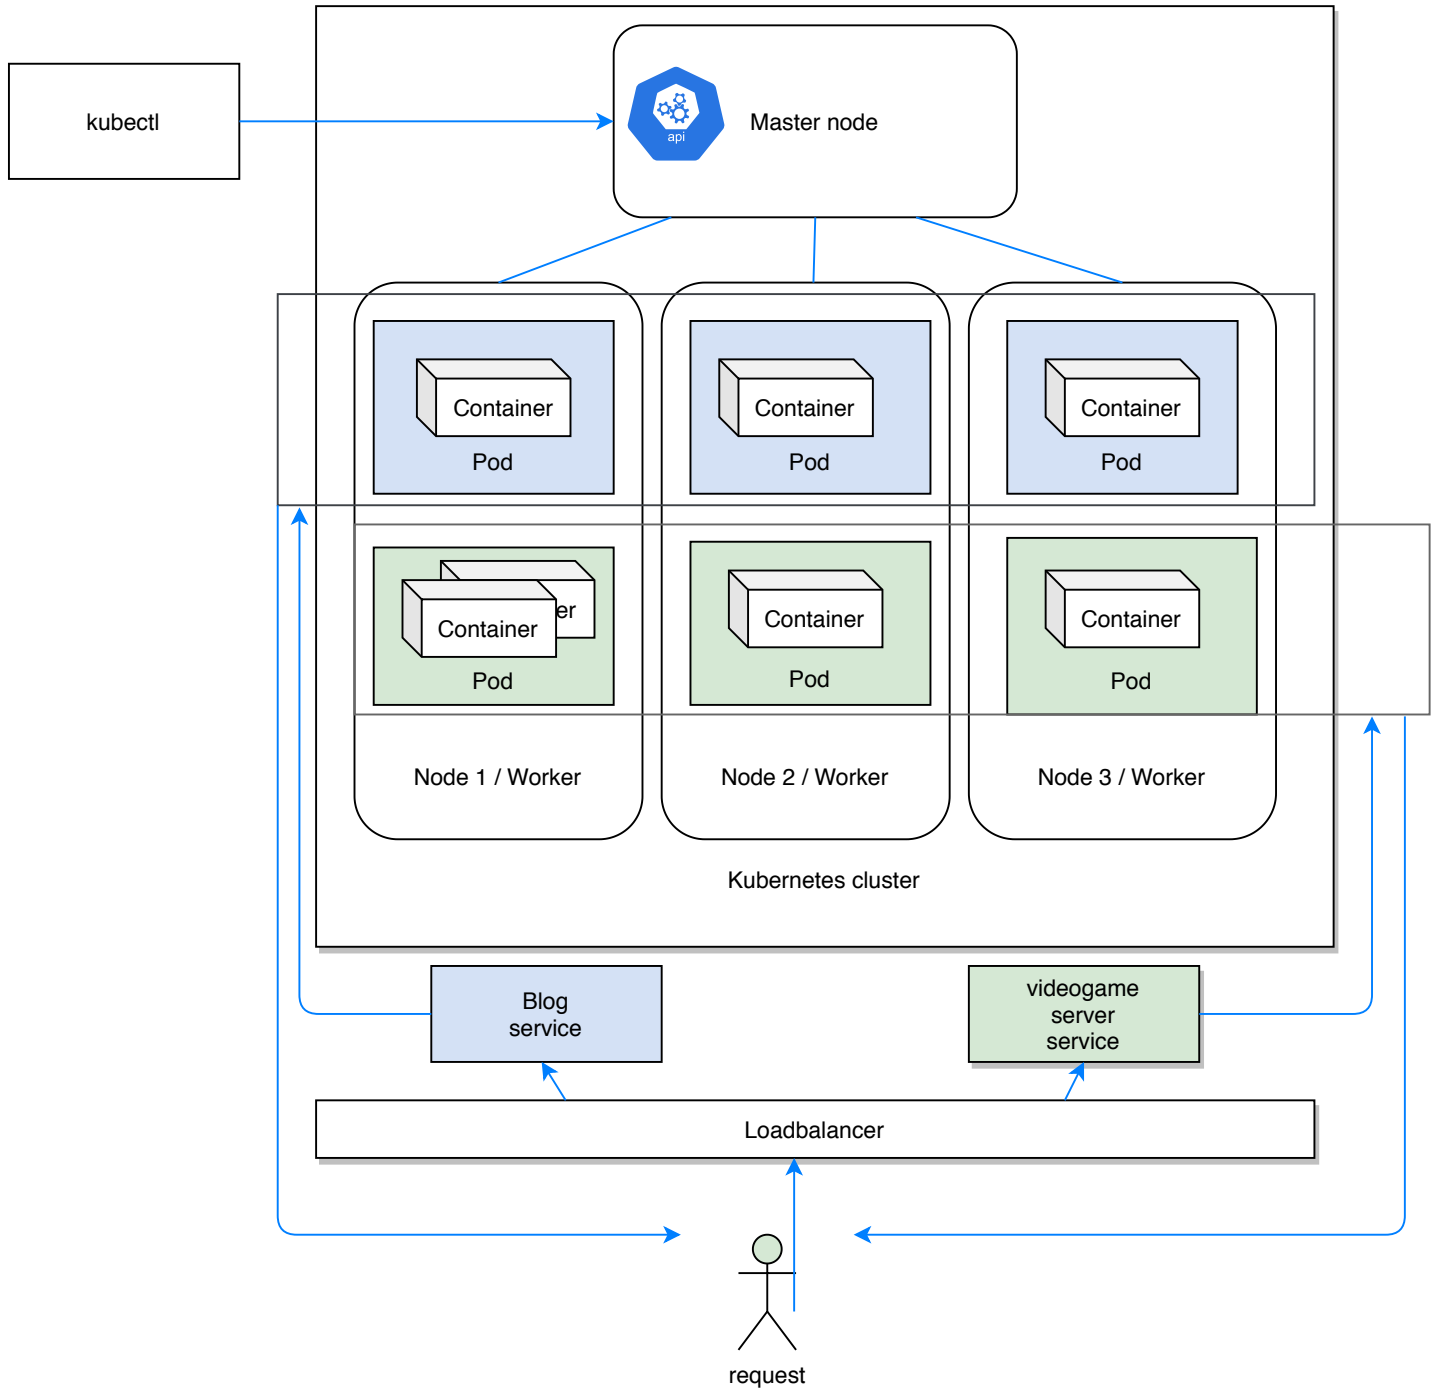 kubectl
api
Master node
Container
Container
Container
Pod
Pod
Pod
er
Container
Container
Container
Pod
Pod
Pod
Node 1 / Worker
Node 2 / Worker
Node 3 / Worker
Kubernetes cluster
Blog
service
videogame
server
service
Loadbalancer
request